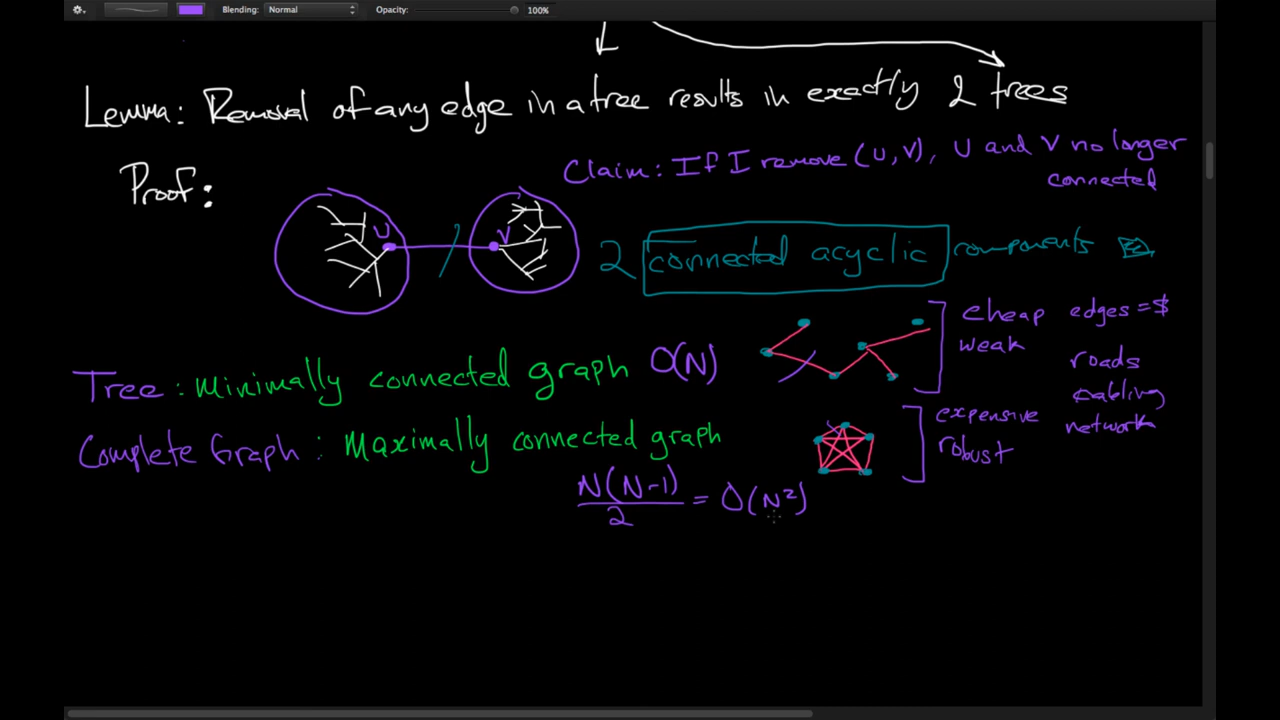 Blending: Normal Opacity: 100%
Lemma: Removal of any edge in a tree results in exactly 2 trees
Proof:
Claim: If I remove (U,V), U and V no longer
connected
U V
2 connected acyclic components
Tree: Minimally connected graph O(N)
cheap
weak
edges = $
roads
cabling
network
Complete Graph: Maximally connected graph
expensive
robust
N(N-1)
2
= O(N²)